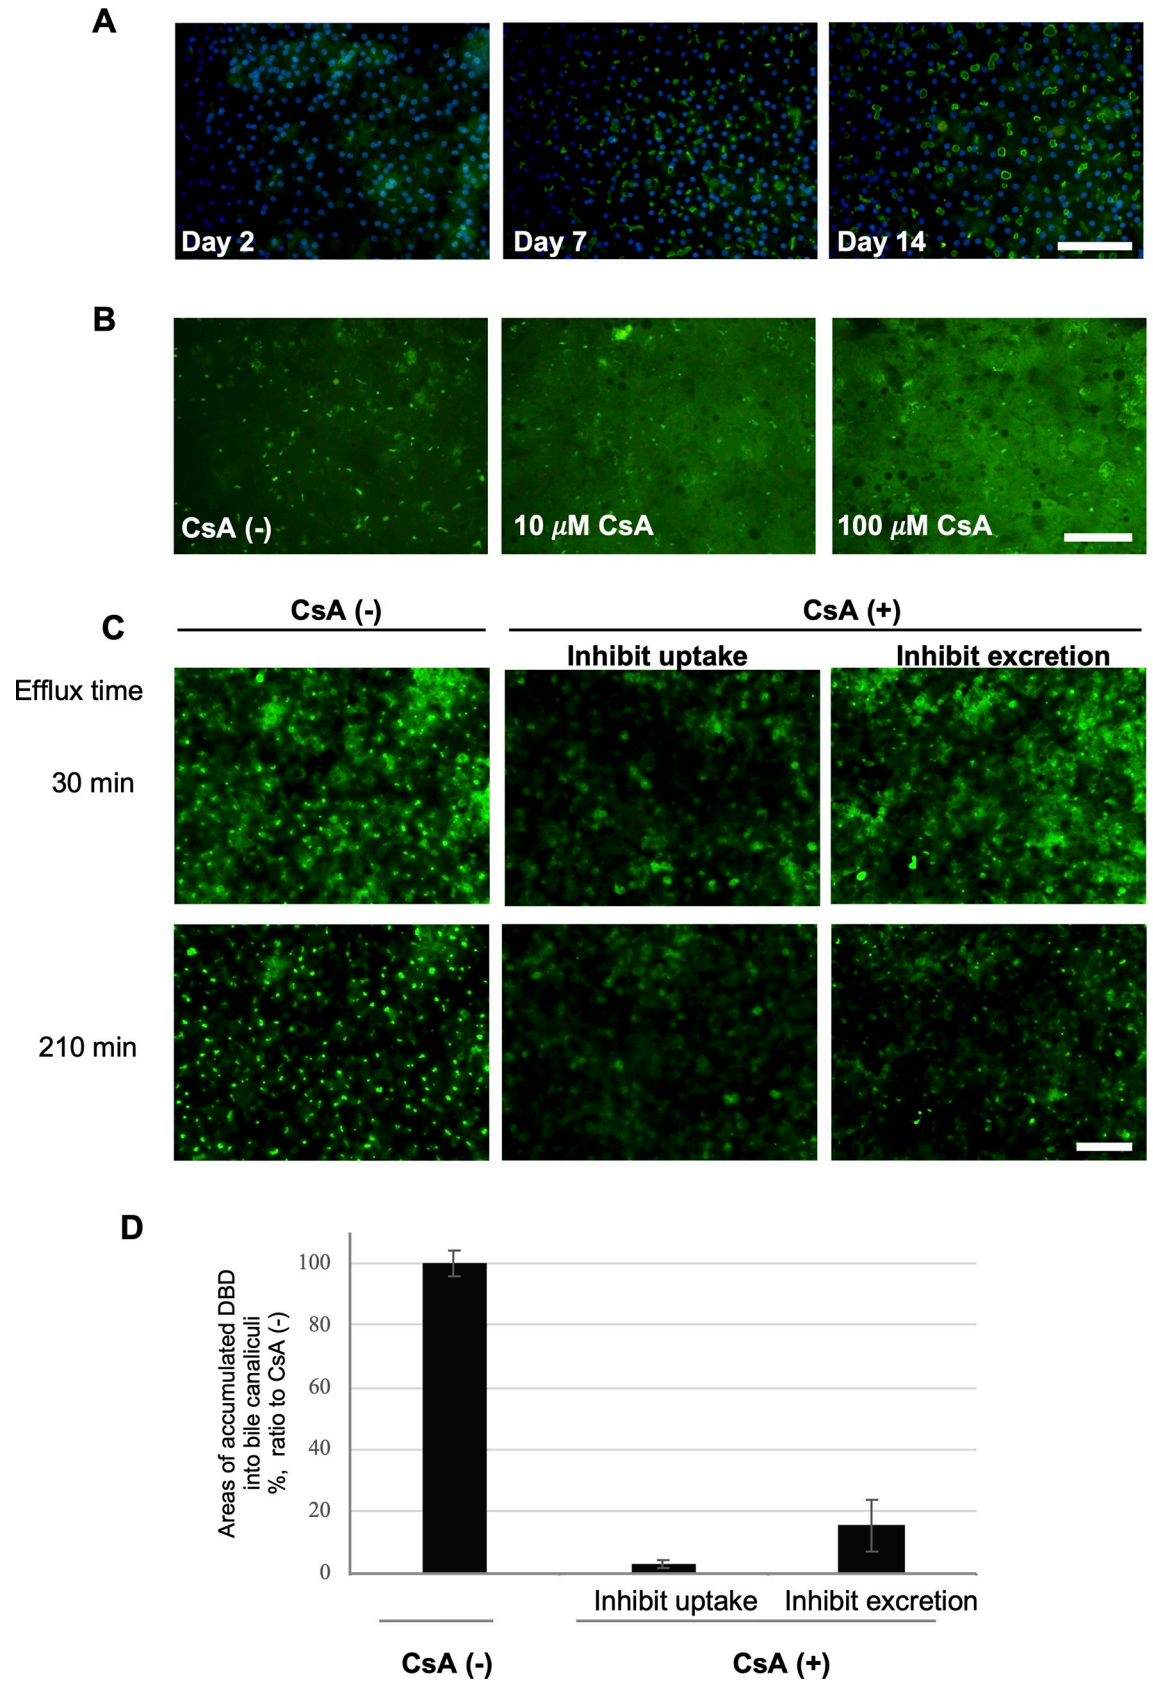 A
Day 2
Day 7
Day 14
B
CsA (-)
10 μM CsA
100 μM CsA
C
CsA (-)
CsA (+)
Inhibit uptake
Inhibit excretion
Efflux time
30 min
210 min
D
Areas of accumulated DBD
into bile canaliculi
%, ratio to CsA (-)
100
80
60
40
20
0
Inhibit uptake
Inhibit excretion
CsA (-)
CsA (+)